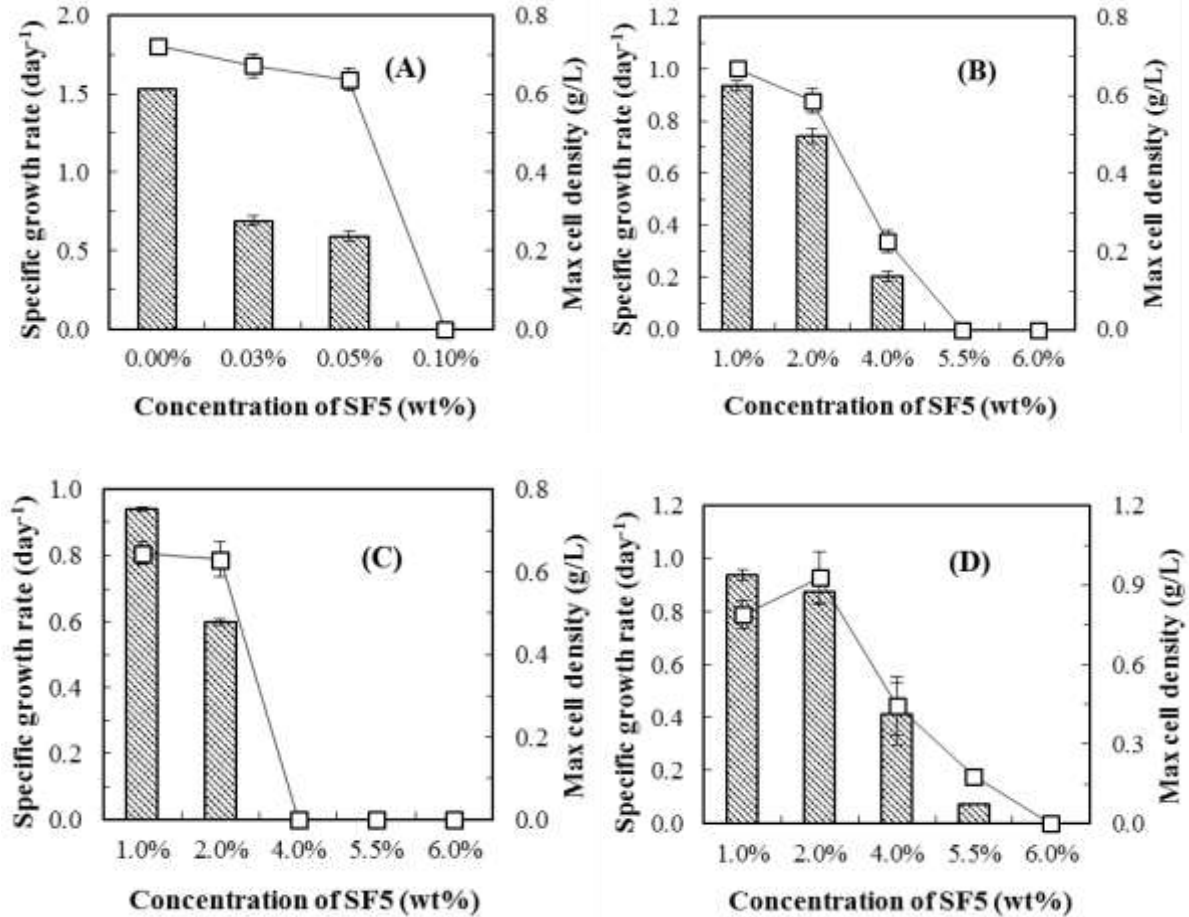 (A)
Specific growth rate (day-1)
2.0
1.5
1.0
0.5
0.0
0.8
0.6
0.4
0.2
0.0
Max cell density (g/L)
0.00% 0.03% 0.05% 0.10%
Concentration of SF5 (wt%)
(B)
Specific growth rate (day-1)
1.2
1.0
0.8
0.6
0.4
0.2
0.0
0.8
0.6
0.4
0.2
0.0
Max cell density (g/L)
1.0% 2.0% 4.0% 5.5% 6.0%
Concentration of SF5 (wt%)
(C)
Specific growth rate (day-1)
1.0
0.8
0.6
0.4
0.2
0.0
0.8
0.6
0.4
0.2
0.0
Max cell density (g/L)
1.0% 2.0% 4.0% 5.5% 6.0%
Concentration of SF5 (wt%)
(D)
Specific growth rate (day-1)
1.2
1.0
0.8
0.6
0.4
0.2
0.0
1.2
0.9
0.6
0.3
0.0
Max cell density (g/L)
1.0% 2.0% 4.0% 5.5% 6.0%
Concentration of SF5 (wt%)